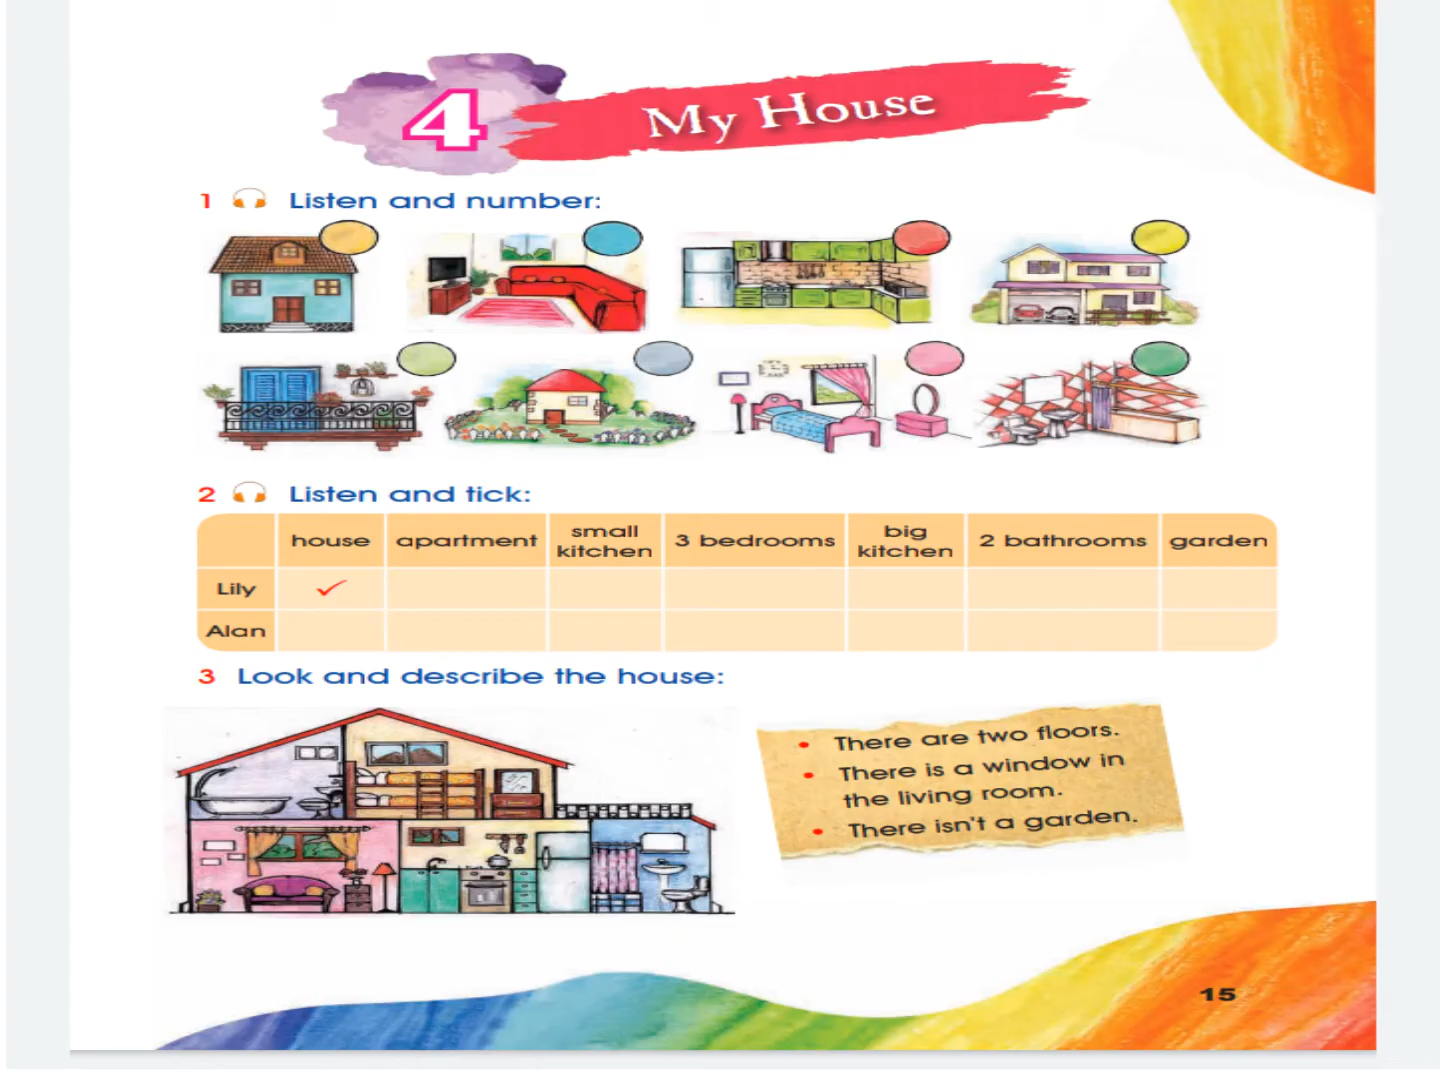 4
My House
1 Listen and number:
2 Listen and tick:
house apartment small kitchen 3 bedrooms big kitchen 2 bathrooms garden
Lily ✓
Alan
3 Look and describe the house:
• There are two floors.
• There is a window in
the living room.
• There isn't a garden.
15